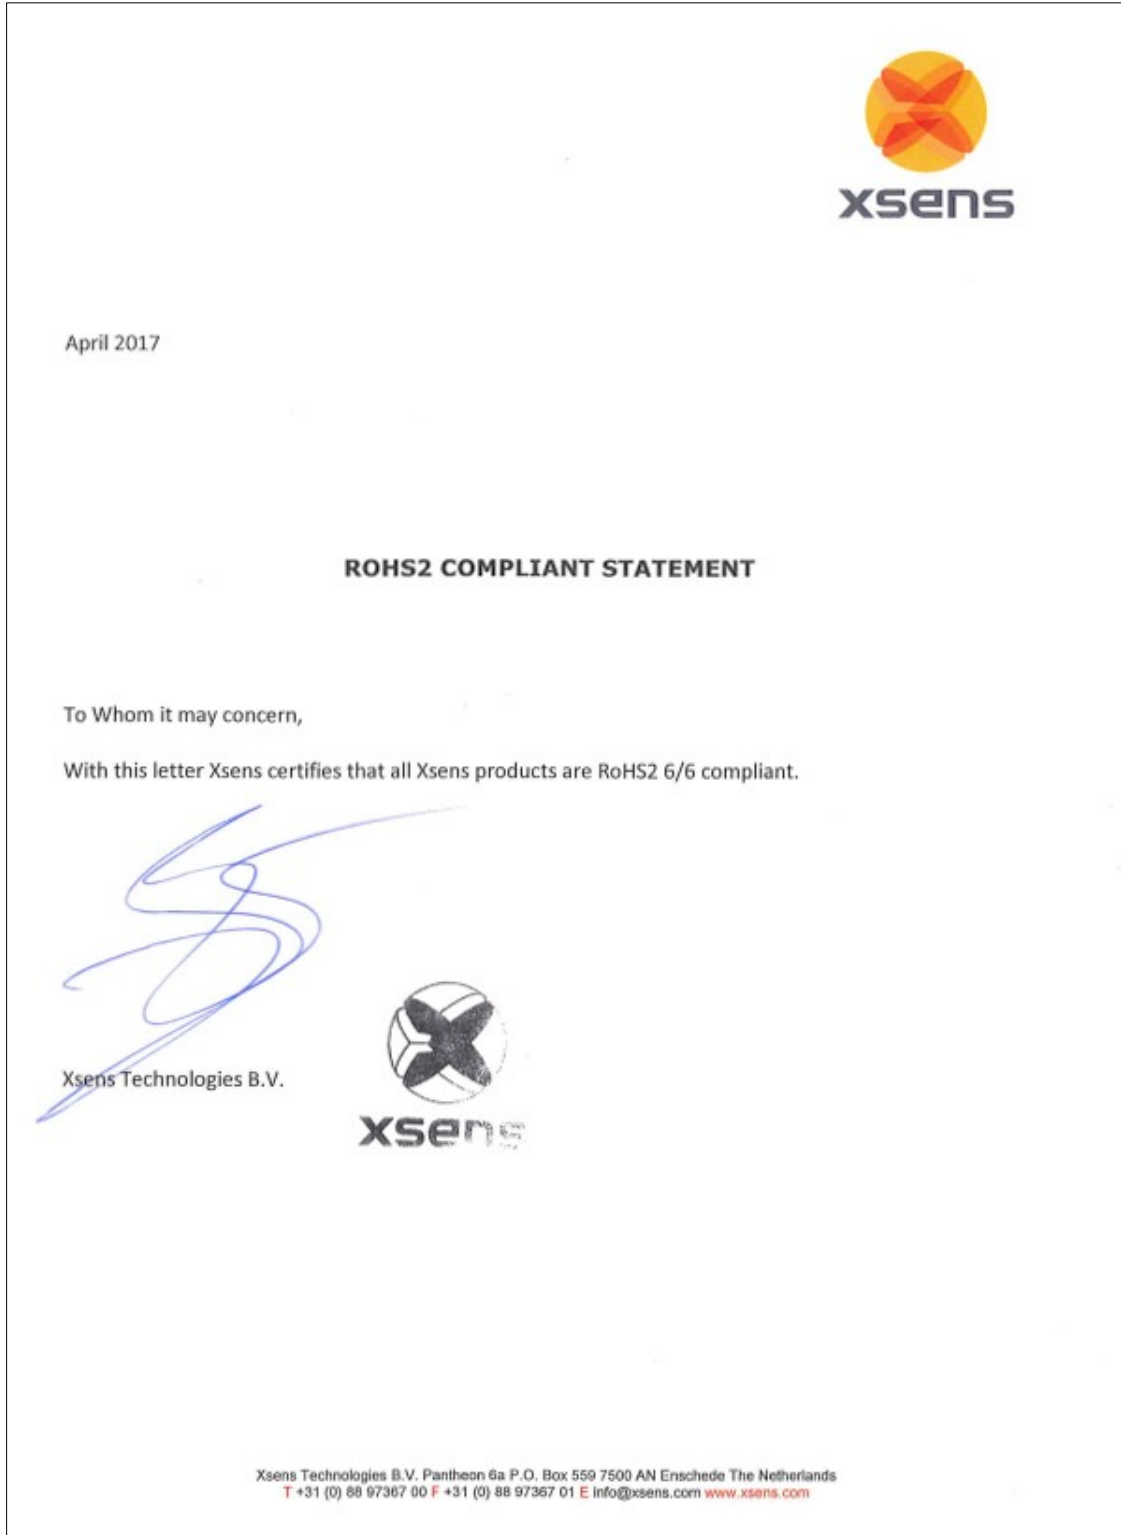 xsens
April 2017
ROHS2 COMPLIANT STATEMENT
To Whom it may concern,
With this letter Xsens certifies that all Xsens products are RoHS2 6/6 compliant.
Xsens Technologies B.V.
xsens
Xsens Technologies B.V. Pantheon 6a P.O. Box 559 7500 AN Enschede The Netherlands
T +31 (0) 88 97367 00 F +31 (0) 88 97367 01 E info@xsens.com www.xsens.com